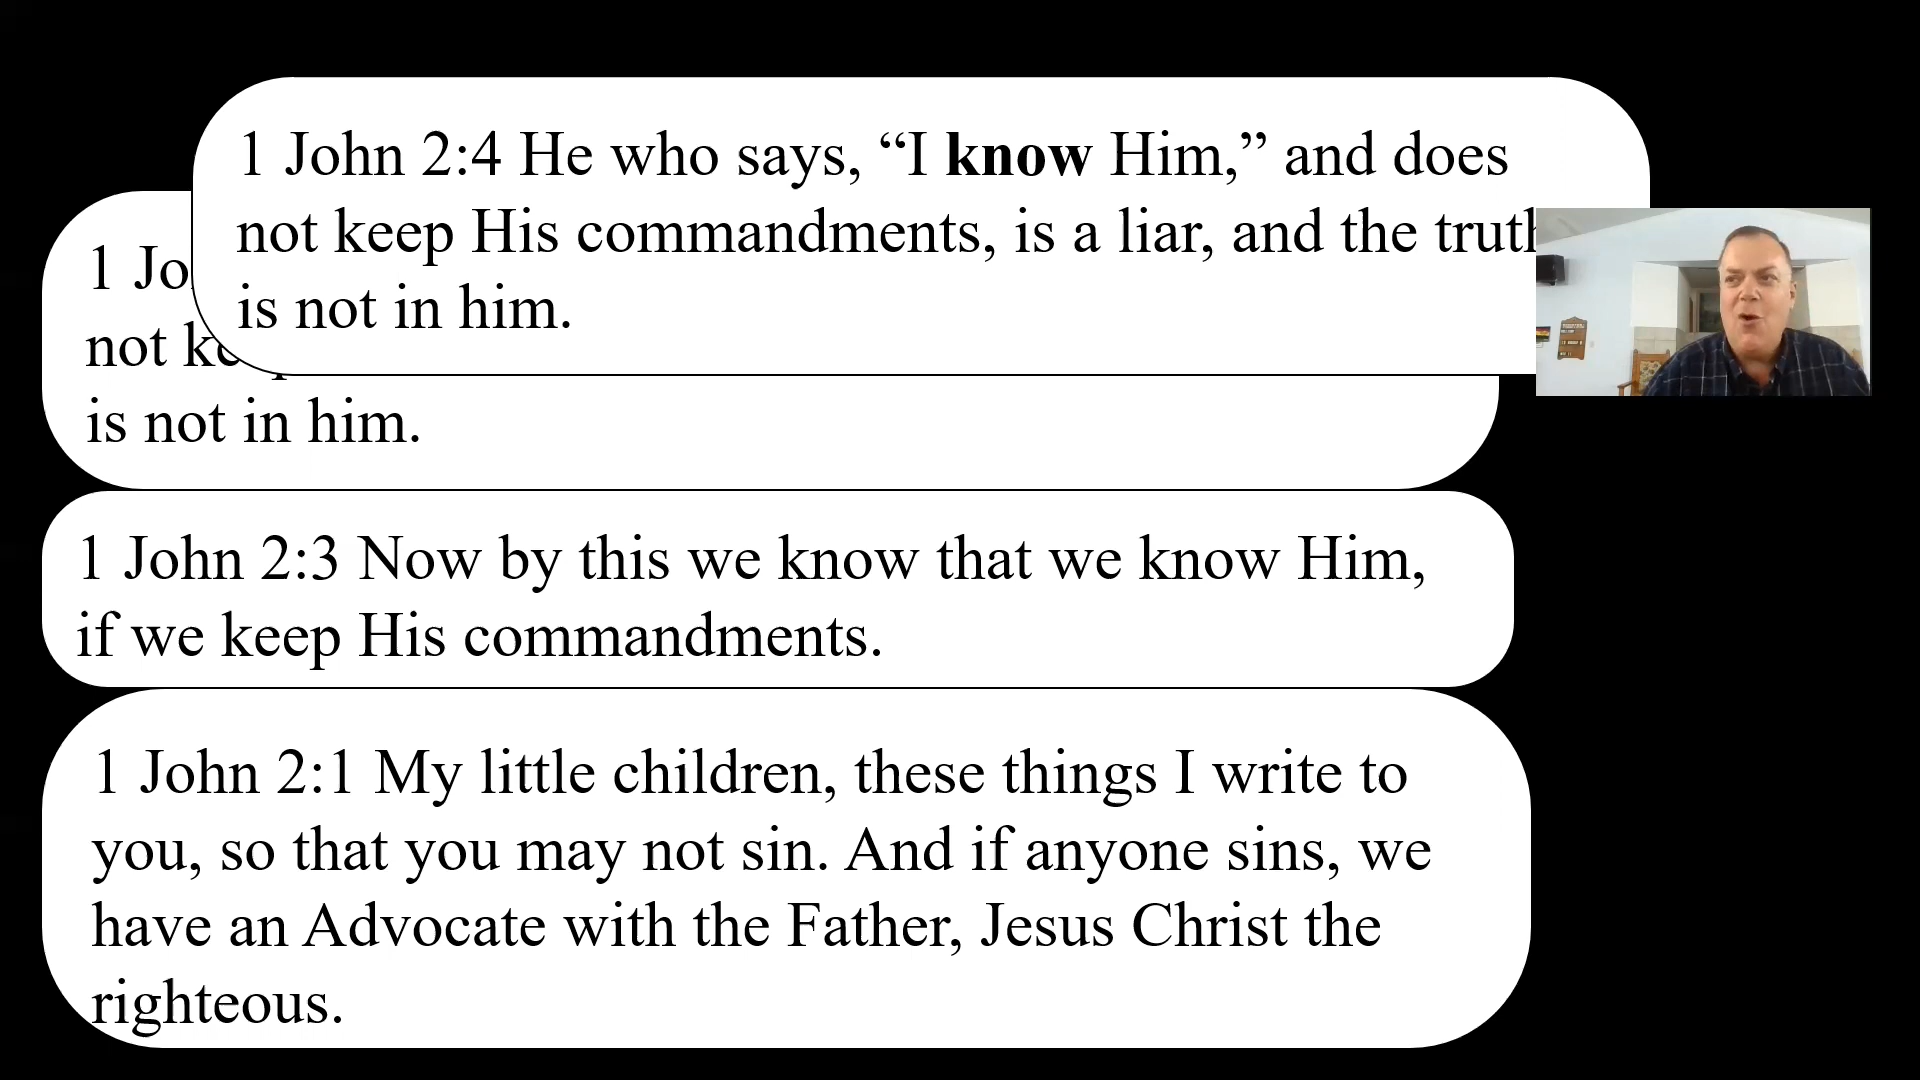 1 John 2:4 He who says, “I know Him,” and does
not keep His commandments, is a liar, and the truth
is not in him.
1 Jo
not ke
is not in him.
1 John 2:3 Now by this we know that we know Him,
if we keep His commandments.
1 John 2:1 My little children, these things I write to
you, so that you may not sin. And if anyone sins, we
have an Advocate with the Father, Jesus Christ the
righteous.